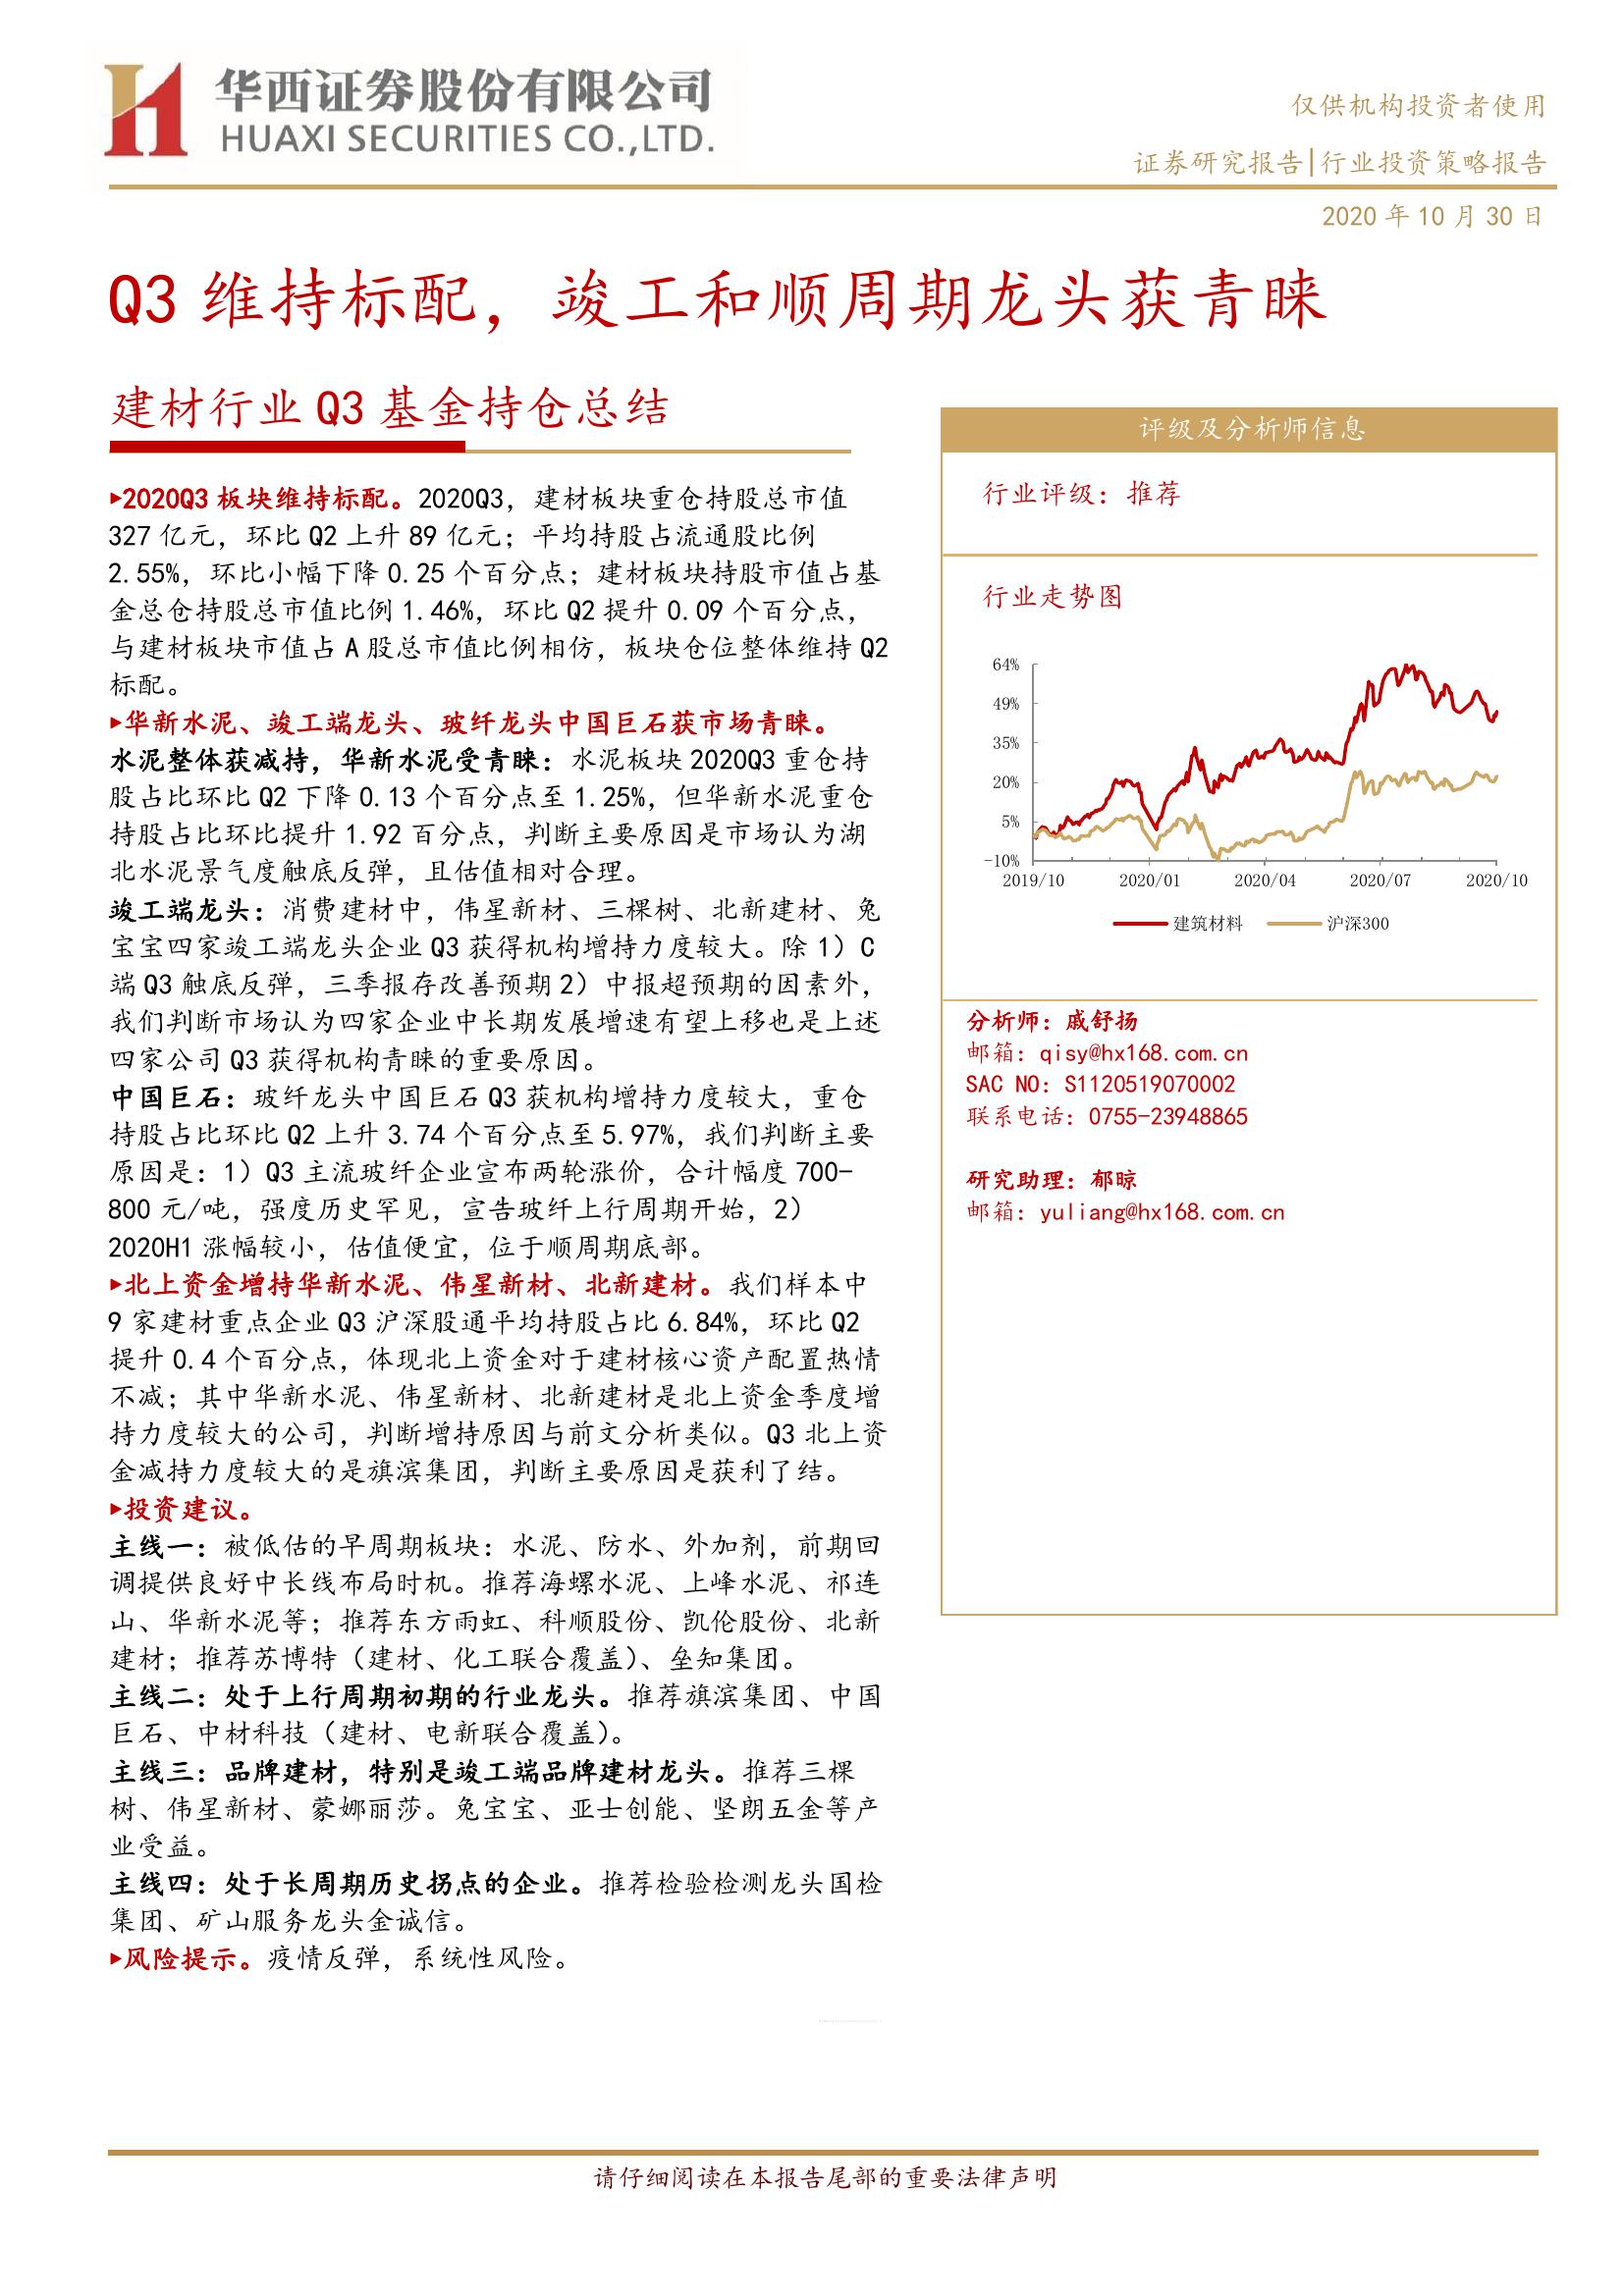 华西证券股份有限公司
HUAXI SECURITIES CO.,LTD.
仅供机构投资者使用
证券研究报告|行业投资策略报告
2020 年 10 月 30 日
Q3 维持标配，竣工和顺周期龙头获青睐
建材行业 Q3 基金持仓总结
▸2020Q3 板块维持标配。2020Q3，建材板块重仓持股总市值
327 亿元，环比 Q2 上升 89 亿元；平均持股占流通股比例
2.55%，环比小幅下降 0.25 个百分点；建材板块持股市值占基
金总仓持股总市值比例 1.46%，环比 Q2 提升 0.09 个百分点，
与建材板块市值占 A 股总市值比例相仿，板块仓位整体维持 Q2
标配。
▸华新水泥、竣工端龙头、玻纤龙头中国巨石获市场青睐。
水泥整体获减持，华新水泥受青睐：水泥板块 2020Q3 重仓持
股占比环比 Q2 下降 0.13 个百分点至 1.25%，但华新水泥重仓
持股占比环比提升 1.92 百分点，判断主要原因是市场认为湖
北水泥景气度触底反弹，且估值相对合理。
竣工端龙头：消费建材中，伟星新材、三棵树、北新建材、兔
宝宝四家竣工端龙头企业 Q3 获得机构增持力度较大。除 1）C
端 Q3 触底反弹，三季报存改善预期 2）中报超预期的因素外，
我们判断市场认为四家企业中长期发展增速有望上移也是上述
四家公司 Q3 获得机构青睐的重要原因。
中国巨石：玻纤龙头中国巨石 Q3 获机构增持力度较大，重仓
持股占比环比 Q2 上升 3.74 个百分点至 5.97%，我们判断主要
原因是：1）Q3 主流玻纤企业宣布两轮涨价，合计幅度 700-
800 元/吨，强度历史罕见，宣告玻纤上行周期开始，2）
2020H1 涨幅较小，估值便宜，位于顺周期底部。
▸北上资金增持华新水泥、伟星新材、北新建材。我们样本中
9 家建材重点企业 Q3 沪深股通平均持股占比 6.84%，环比 Q2
提升 0.4 个百分点，体现北上资金对于建材核心资产配置热情
不减；其中华新水泥、伟星新材、北新建材是北上资金季度增
持力度较大的公司，判断增持原因与前文分析类似。Q3 北上资
金减持力度较大的是旗滨集团，判断主要原因是获利了结。
▸投资建议。
主线一：被低估的早周期板块：水泥、防水、外加剂，前期回
调提供良好中长线布局时机。推荐海螺水泥、上峰水泥、祁连
山、华新水泥等；推荐东方雨虹、科顺股份、凯伦股份、北新
建材；推荐苏博特（建材、化工联合覆盖）、垒知集团。
主线二：处于上行周期初期的行业龙头。推荐旗滨集团、中国
巨石、中材科技（建材、电新联合覆盖）。
主线三：品牌建材，特别是竣工端品牌建材龙头。推荐三棵
树、伟星新材、蒙娜丽莎。兔宝宝、亚士创能、坚朗五金等产
业受益。
主线四：处于长周期历史拐点的企业。推荐检验检测龙头国检
集团、矿山服务龙头金诚信。
▸风险提示。疫情反弹，系统性风险。
评级及分析师信息
行业评级：推荐
行业走势图
64%
49%
35%
20%
5%
-10%
2019/10 2020/01 2020/04 2020/07 2020/10
建筑材料 沪深300
分析师：戚舒扬
邮箱：qisy@hx168.com.cn
SAC NO：S1120519070002
联系电话：0755-23948865
研究助理：郁晾
邮箱：yuliang@hx168.com.cn
请仔细阅读在本报告尾部的重要法律声明